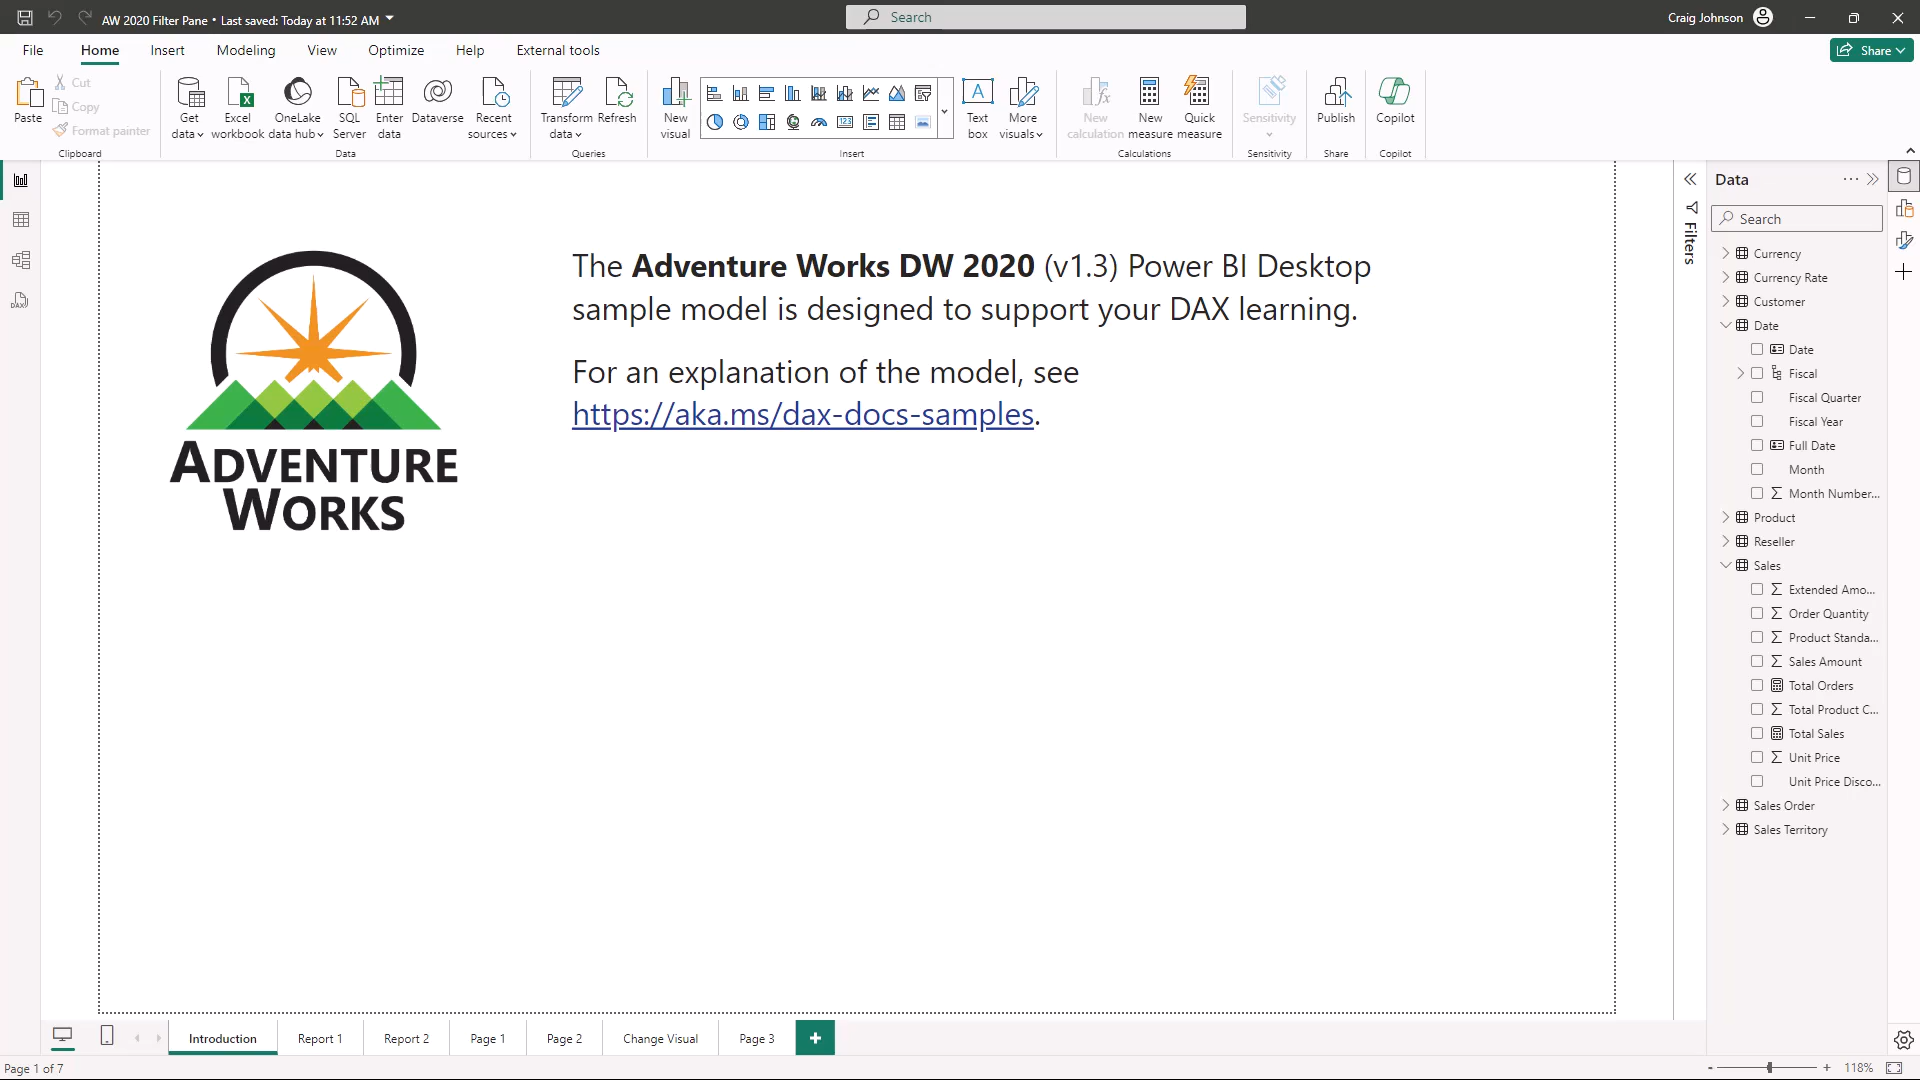 AW 2020 Filter Pane • Last saved: Today at 11:52 AM
Search
Craig Johnson
File
Home
Insert
Modeling
View
Optimize
Help
External tools
Share
Paste
Cut
Copy
Format painter
Clipboard
Get
data
Excel
workbook
OneLake
data hub
SQL
Server
Enter
data
Dataverse
Recent
sources
Data
Transform
data
Refresh
Queries
New
visual
Text
box
More
visuals
Insert
New
calculation
New
measure
Quick
measure
Calculations
Sensitivity
Sensitivity
Publish
Share
Copilot
Copilot
DAX
ADVENTURE
WORKS
The Adventure Works DW 2020 (v1.3) Power BI Desktop
sample model is designed to support your DAX learning.
For an explanation of the model, see
https://aka.ms/dax-docs-samples.
Filters
Data
Search
Currency
Currency Rate
Customer
Date
Date
Fiscal
Fiscal Quarter
Fiscal Year
Full Date
Month
Month Number...
Product
Reseller
Sales
Extended Amo...
Order Quantity
Product Standa...
Sales Amount
Total Orders
Total Product C...
Total Sales
Unit Price
Unit Price Disco...
Sales Order
Sales Territory
Introduction
Report 1
Report 2
Page 1
Page 2
Change Visual
Page 3
Page 1 of 7
- + 118%